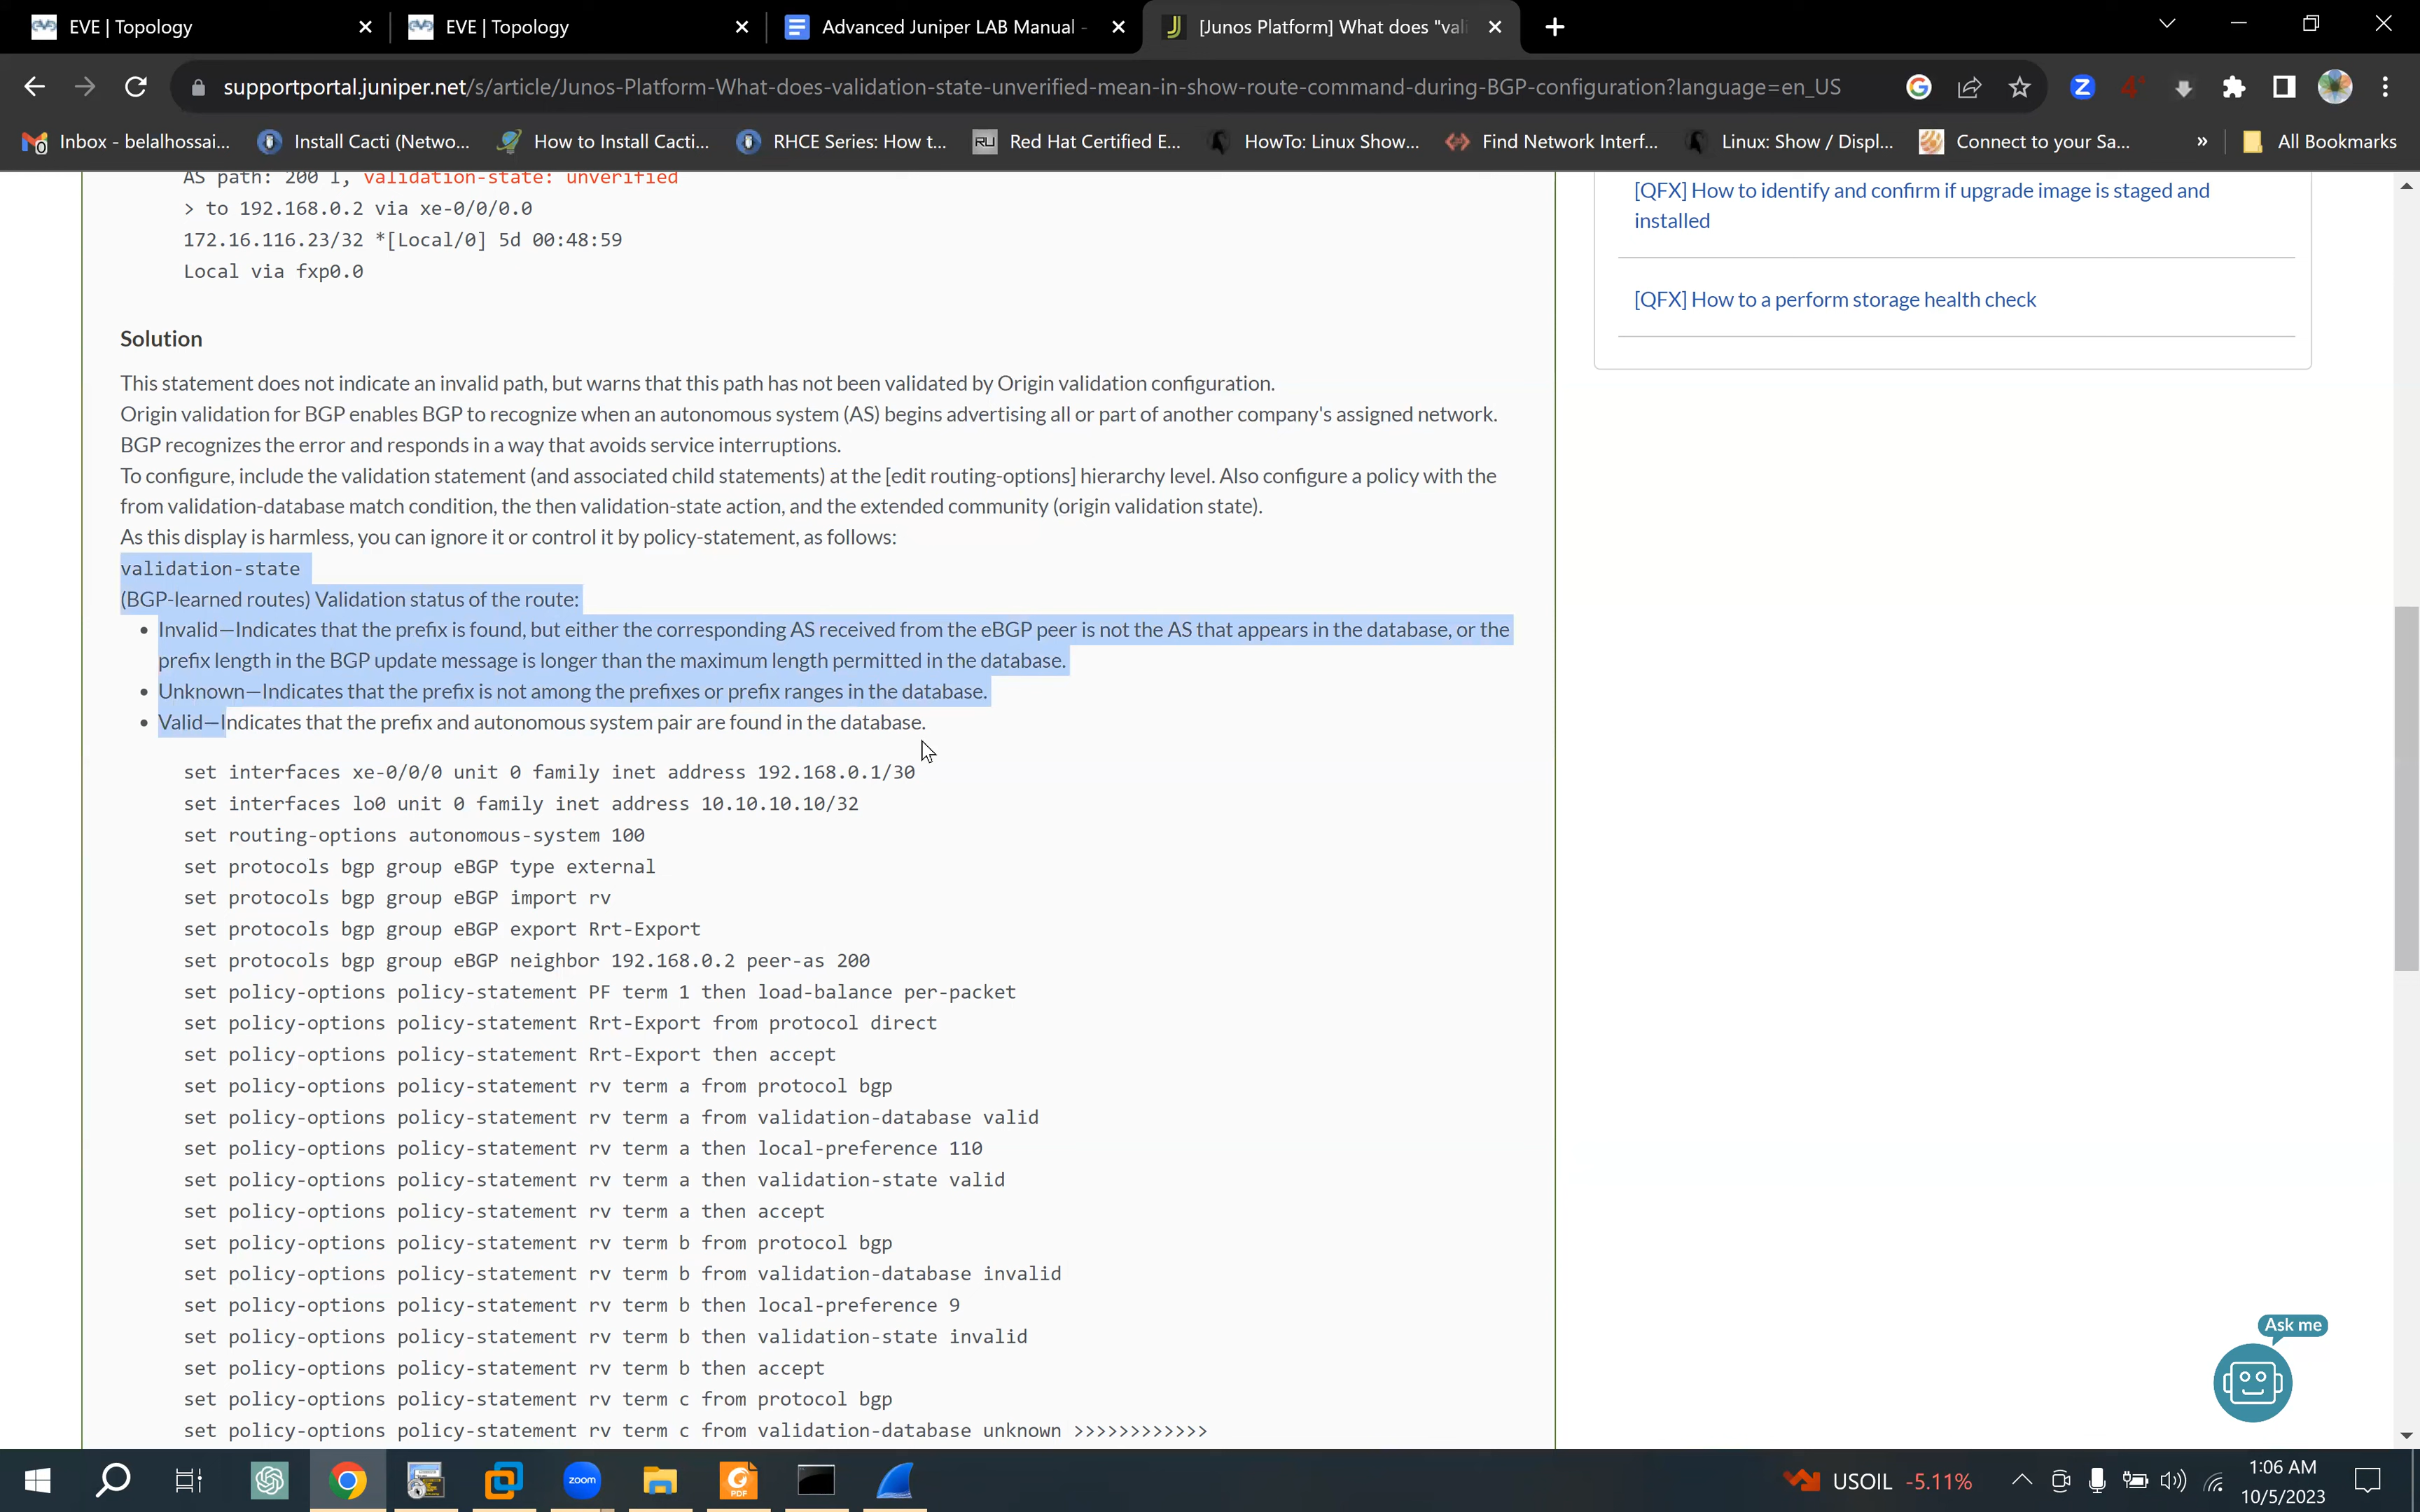 EVE | Topology
EVE | Topology
Advanced Juniper LAB Manual -
[Junos Platform] What does "vali
supportportal.juniper.net/s/article/Junos-Platform-What-does-validation-state-unverified-mean-in-show-route-command-during-BGP-configuration?language=en_US
Inbox - belalhossai...
Install Cacti (Netwo...
How to Install Cacti...
RHCE Series: How t...
RU
Red Hat Certified E...
HowTo: Linux Show...
Find Network Interf...
Linux: Show / Displ...
Connect to your Sa...
»
All Bookmarks
AS path: 200 I, validation-state: unverified
> to 192.168.0.2 via xe-0/0/0.0
172.16.116.23/32 *[Local/0] 5d 00:48:59
Local via fxp0.0
Solution
This statement does not indicate an invalid path, but warns that this path has not been validated by Origin validation configuration.
Origin validation for BGP enables BGP to recognize when an autonomous system (AS) begins advertising all or part of another company's assigned network.
BGP recognizes the error and responds in a way that avoids service interruptions.
To configure, include the validation statement (and associated child statements) at the [edit routing-options] hierarchy level. Also configure a policy with the
from validation-database match condition, the then validation-state action, and the extended community (origin validation state).
As this display is harmless, you can ignore it or control it by policy-statement, as follows:
validation-state
(BGP-learned routes) Validation status of the route:
• Invalid—Indicates that the prefix is found, but either the corresponding AS received from the eBGP peer is not the AS that appears in the database, or the
prefix length in the BGP update message is longer than the maximum length permitted in the database.
• Unknown—Indicates that the prefix is not among the prefixes or prefix ranges in the database.
• Valid—Indicates that the prefix and autonomous system pair are found in the database.
set interfaces xe-0/0/0 unit 0 family inet address 192.168.0.1/30
set interfaces lo0 unit 0 family inet address 10.10.10.10/32
set routing-options autonomous-system 100
set protocols bgp group eBGP type external
set protocols bgp group eBGP import rv
set protocols bgp group eBGP export Rrt-Export
set protocols bgp group eBGP neighbor 192.168.0.2 peer-as 200
set policy-options policy-statement PF term 1 then load-balance per-packet
set policy-options policy-statement Rrt-Export from protocol direct
set policy-options policy-statement Rrt-Export then accept
set policy-options policy-statement rv term a from protocol bgp
set policy-options policy-statement rv term a from validation-database valid
set policy-options policy-statement rv term a then local-preference 110
set policy-options policy-statement rv term a then validation-state valid
set policy-options policy-statement rv term a then accept
set policy-options policy-statement rv term b from protocol bgp
set policy-options policy-statement rv term b from validation-database invalid
set policy-options policy-statement rv term b then local-preference 9
set policy-options policy-statement rv term b then validation-state invalid
set policy-options policy-statement rv term b then accept
set policy-options policy-statement rv term c from protocol bgp
set policy-options policy-statement rv term c from validation-database unknown >>>>>>>>>>>>
[QFX] How to identify and confirm if upgrade image is staged and
installed
[QFX] How to a perform storage health check
Ask me
zoom
PDF
USOIL -5.11%
1:06 AM
10/5/2023